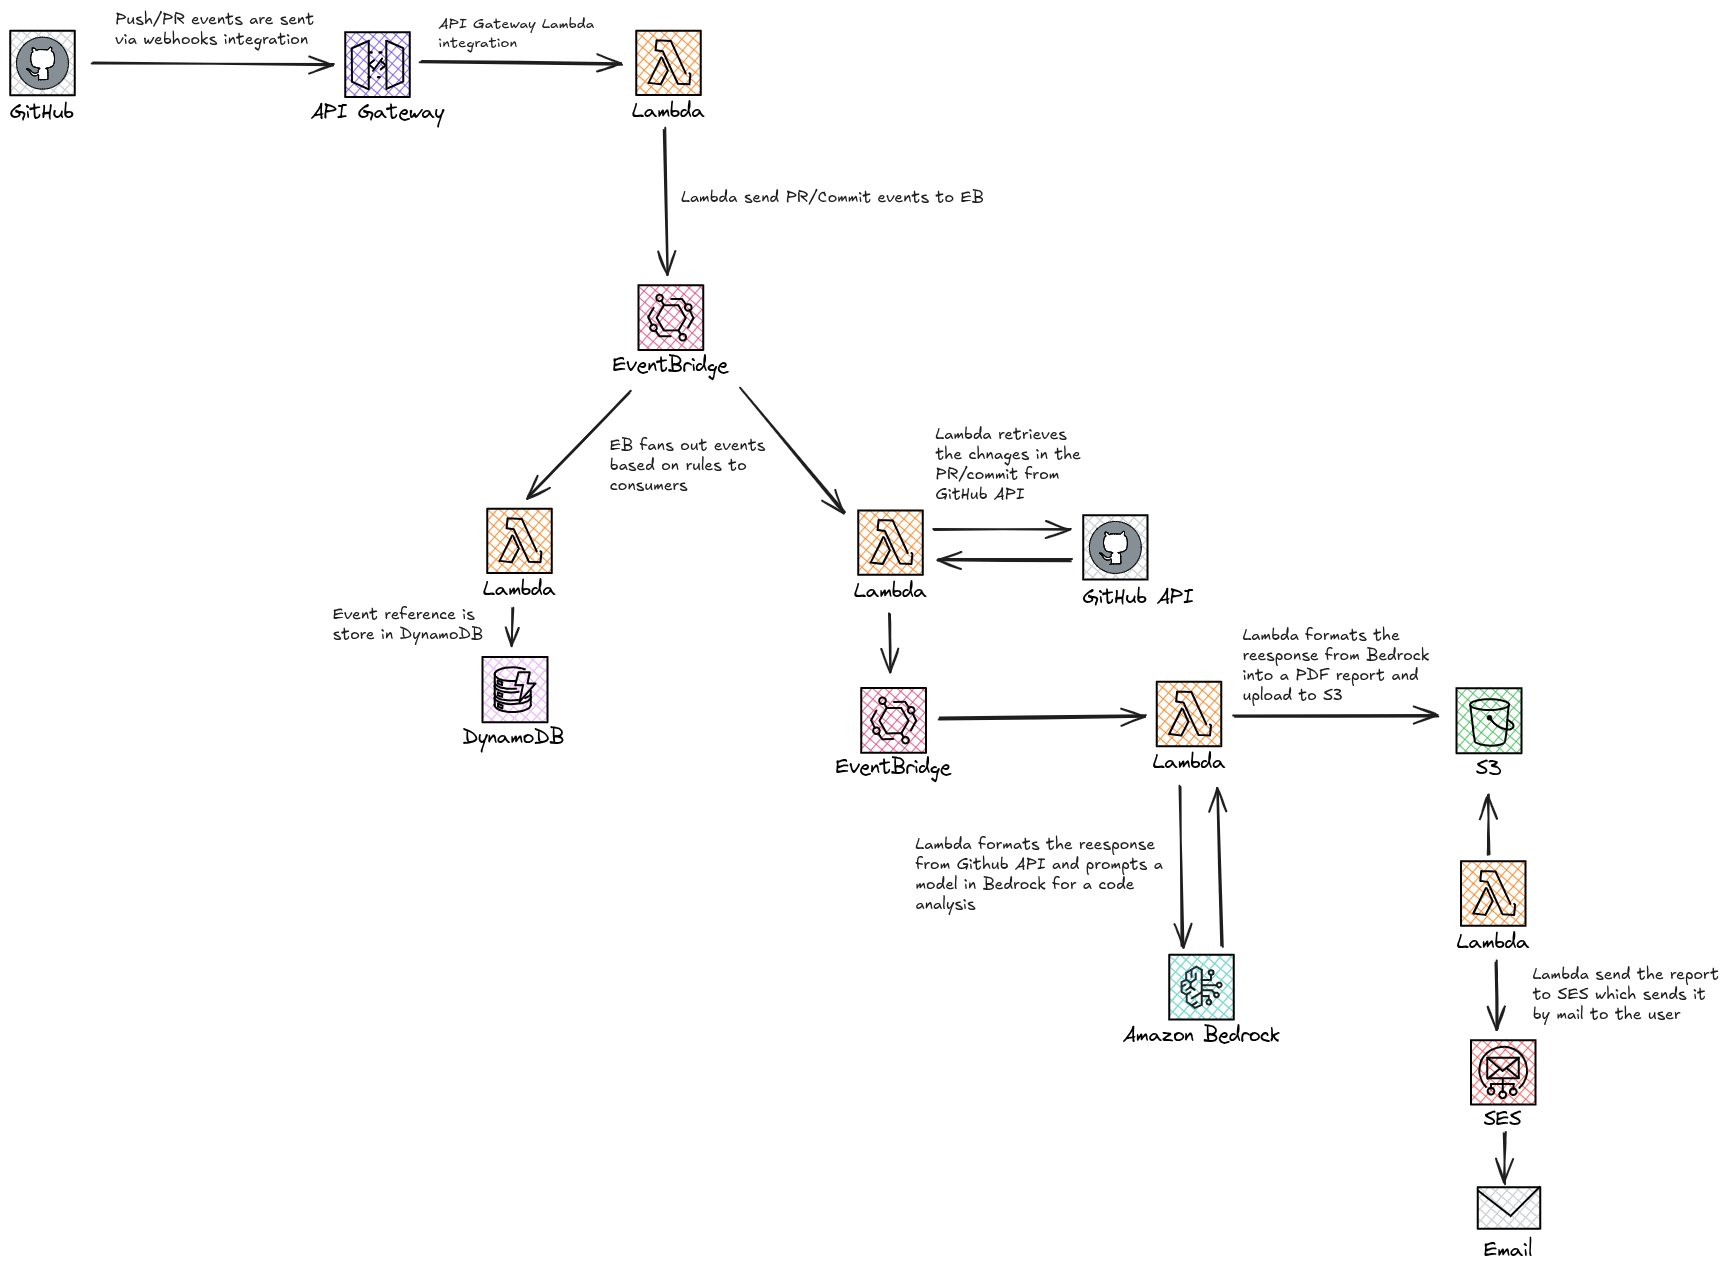 Push/PR events are sent
via webhooks integration
API Gateway Lambda
integration
GitHub
API Gateway
Lambda
Lambda send PR/Commit events to EB
EventBridge
EB fans out events
based on rules to
consumers
Lambda retrieves
the chnages in the
PR/commit from
GitHub API
Lambda
Lambda
GitHub API
Event reference is
store in DynamoDB
DynamoDB
Lambda formats the
reesponse from Bedrock
into a PDF report and
upload to S3
EventBridge
Lambda
S3
Lambda formats the reesponse
from Github API and prompts a
model in Bedrock for a code
analysis
Amazon Bedrock
Lambda
Lambda send the report
to SES which sends it
by mail to the user
SES
Email